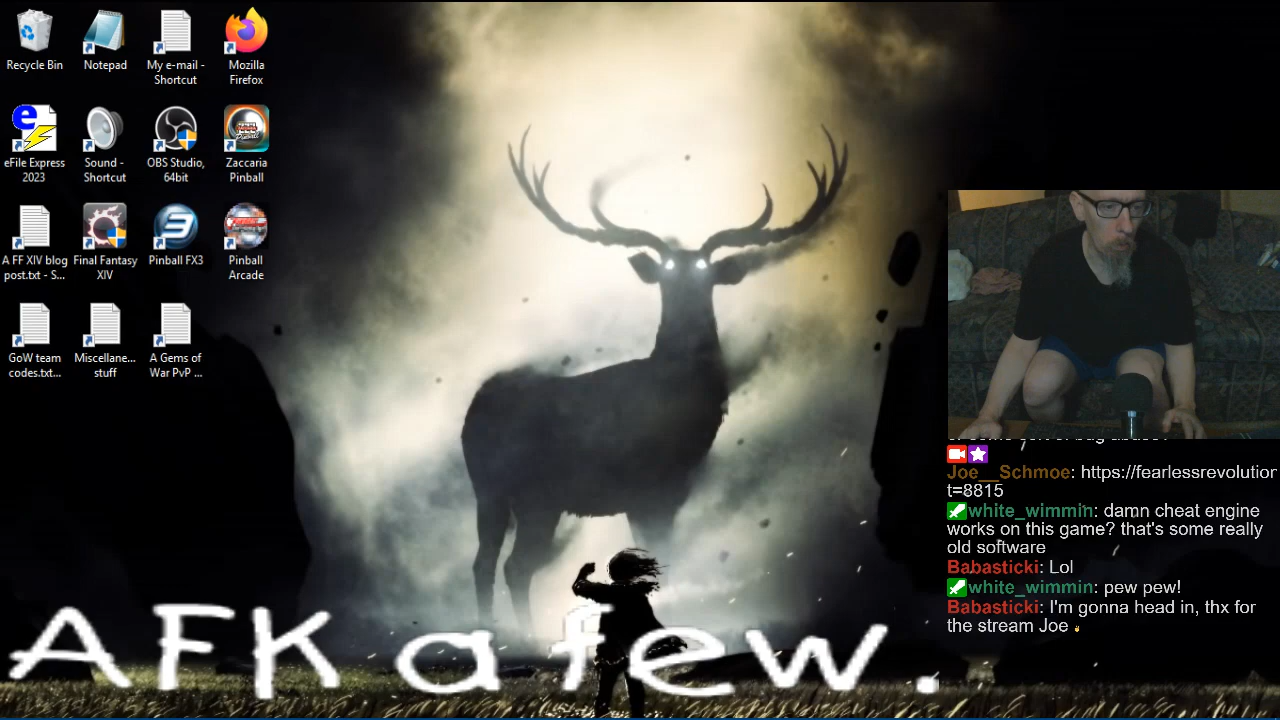 Recycle Bin
Notepad
My e-mail -
Shortcut
Mozilla
Firefox
eFile Express
2023
Sound -
Shortcut
OBS Studio,
64bit
Zaccaria
Pinball
A FF XIV blog
post.txt - S...
Final Fantasy
XIV
Pinball FX3
Pinball
Arcade
GoW team
codes.txt...
Miscellane...
stuff
A Gems of
War PvP ...
Joe__Schmoe: https://fearlessrevolution
t=8815
white_wimmin: damn cheat engine
works on this game? that's some really
old software
Babasticki: Lol
white_wimmin: pew pew!
Babasticki: I'm gonna head in, thx for
the stream Joe
AFK a few.